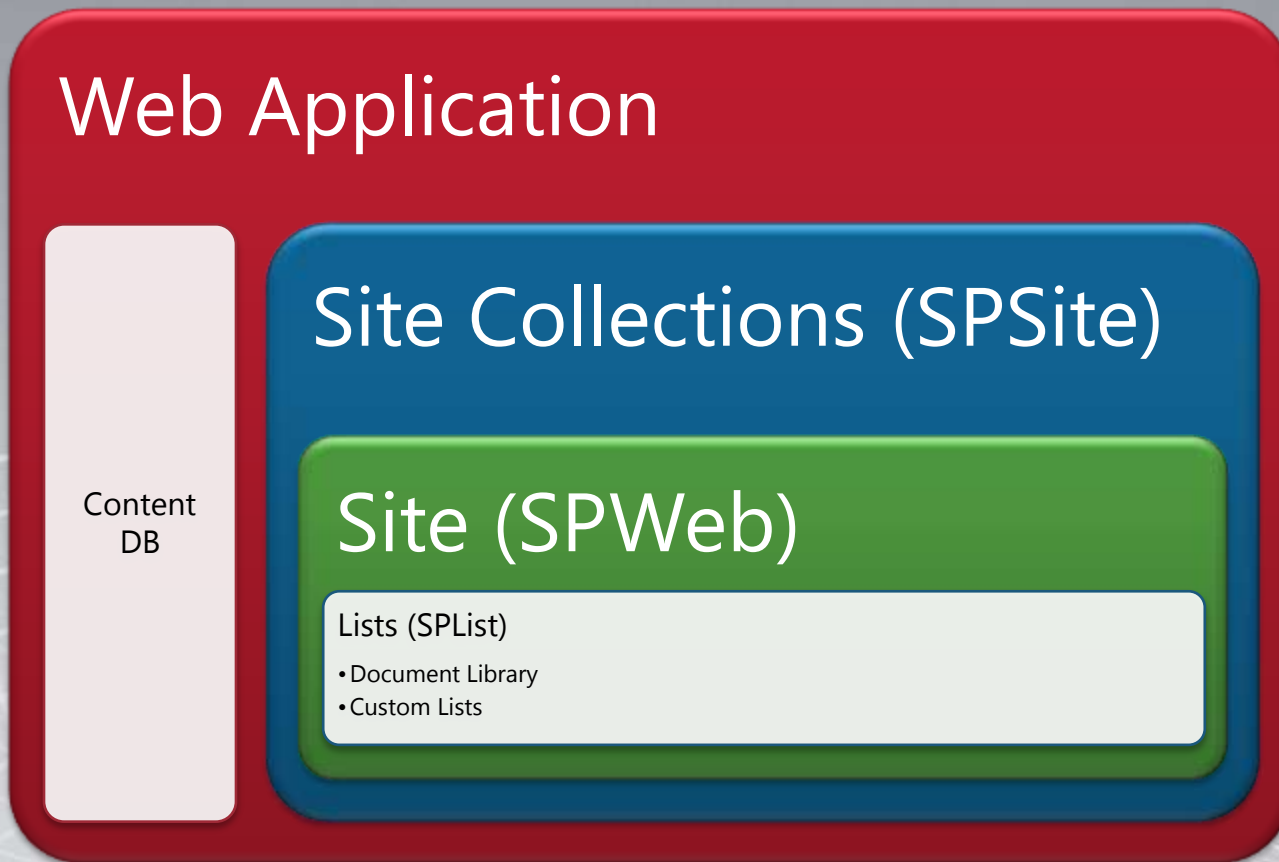 Web Application
Content
DB
Site Collections (SPSite)
Site (SPWeb)
Lists (SPList)
•Document Library
•Custom Lists